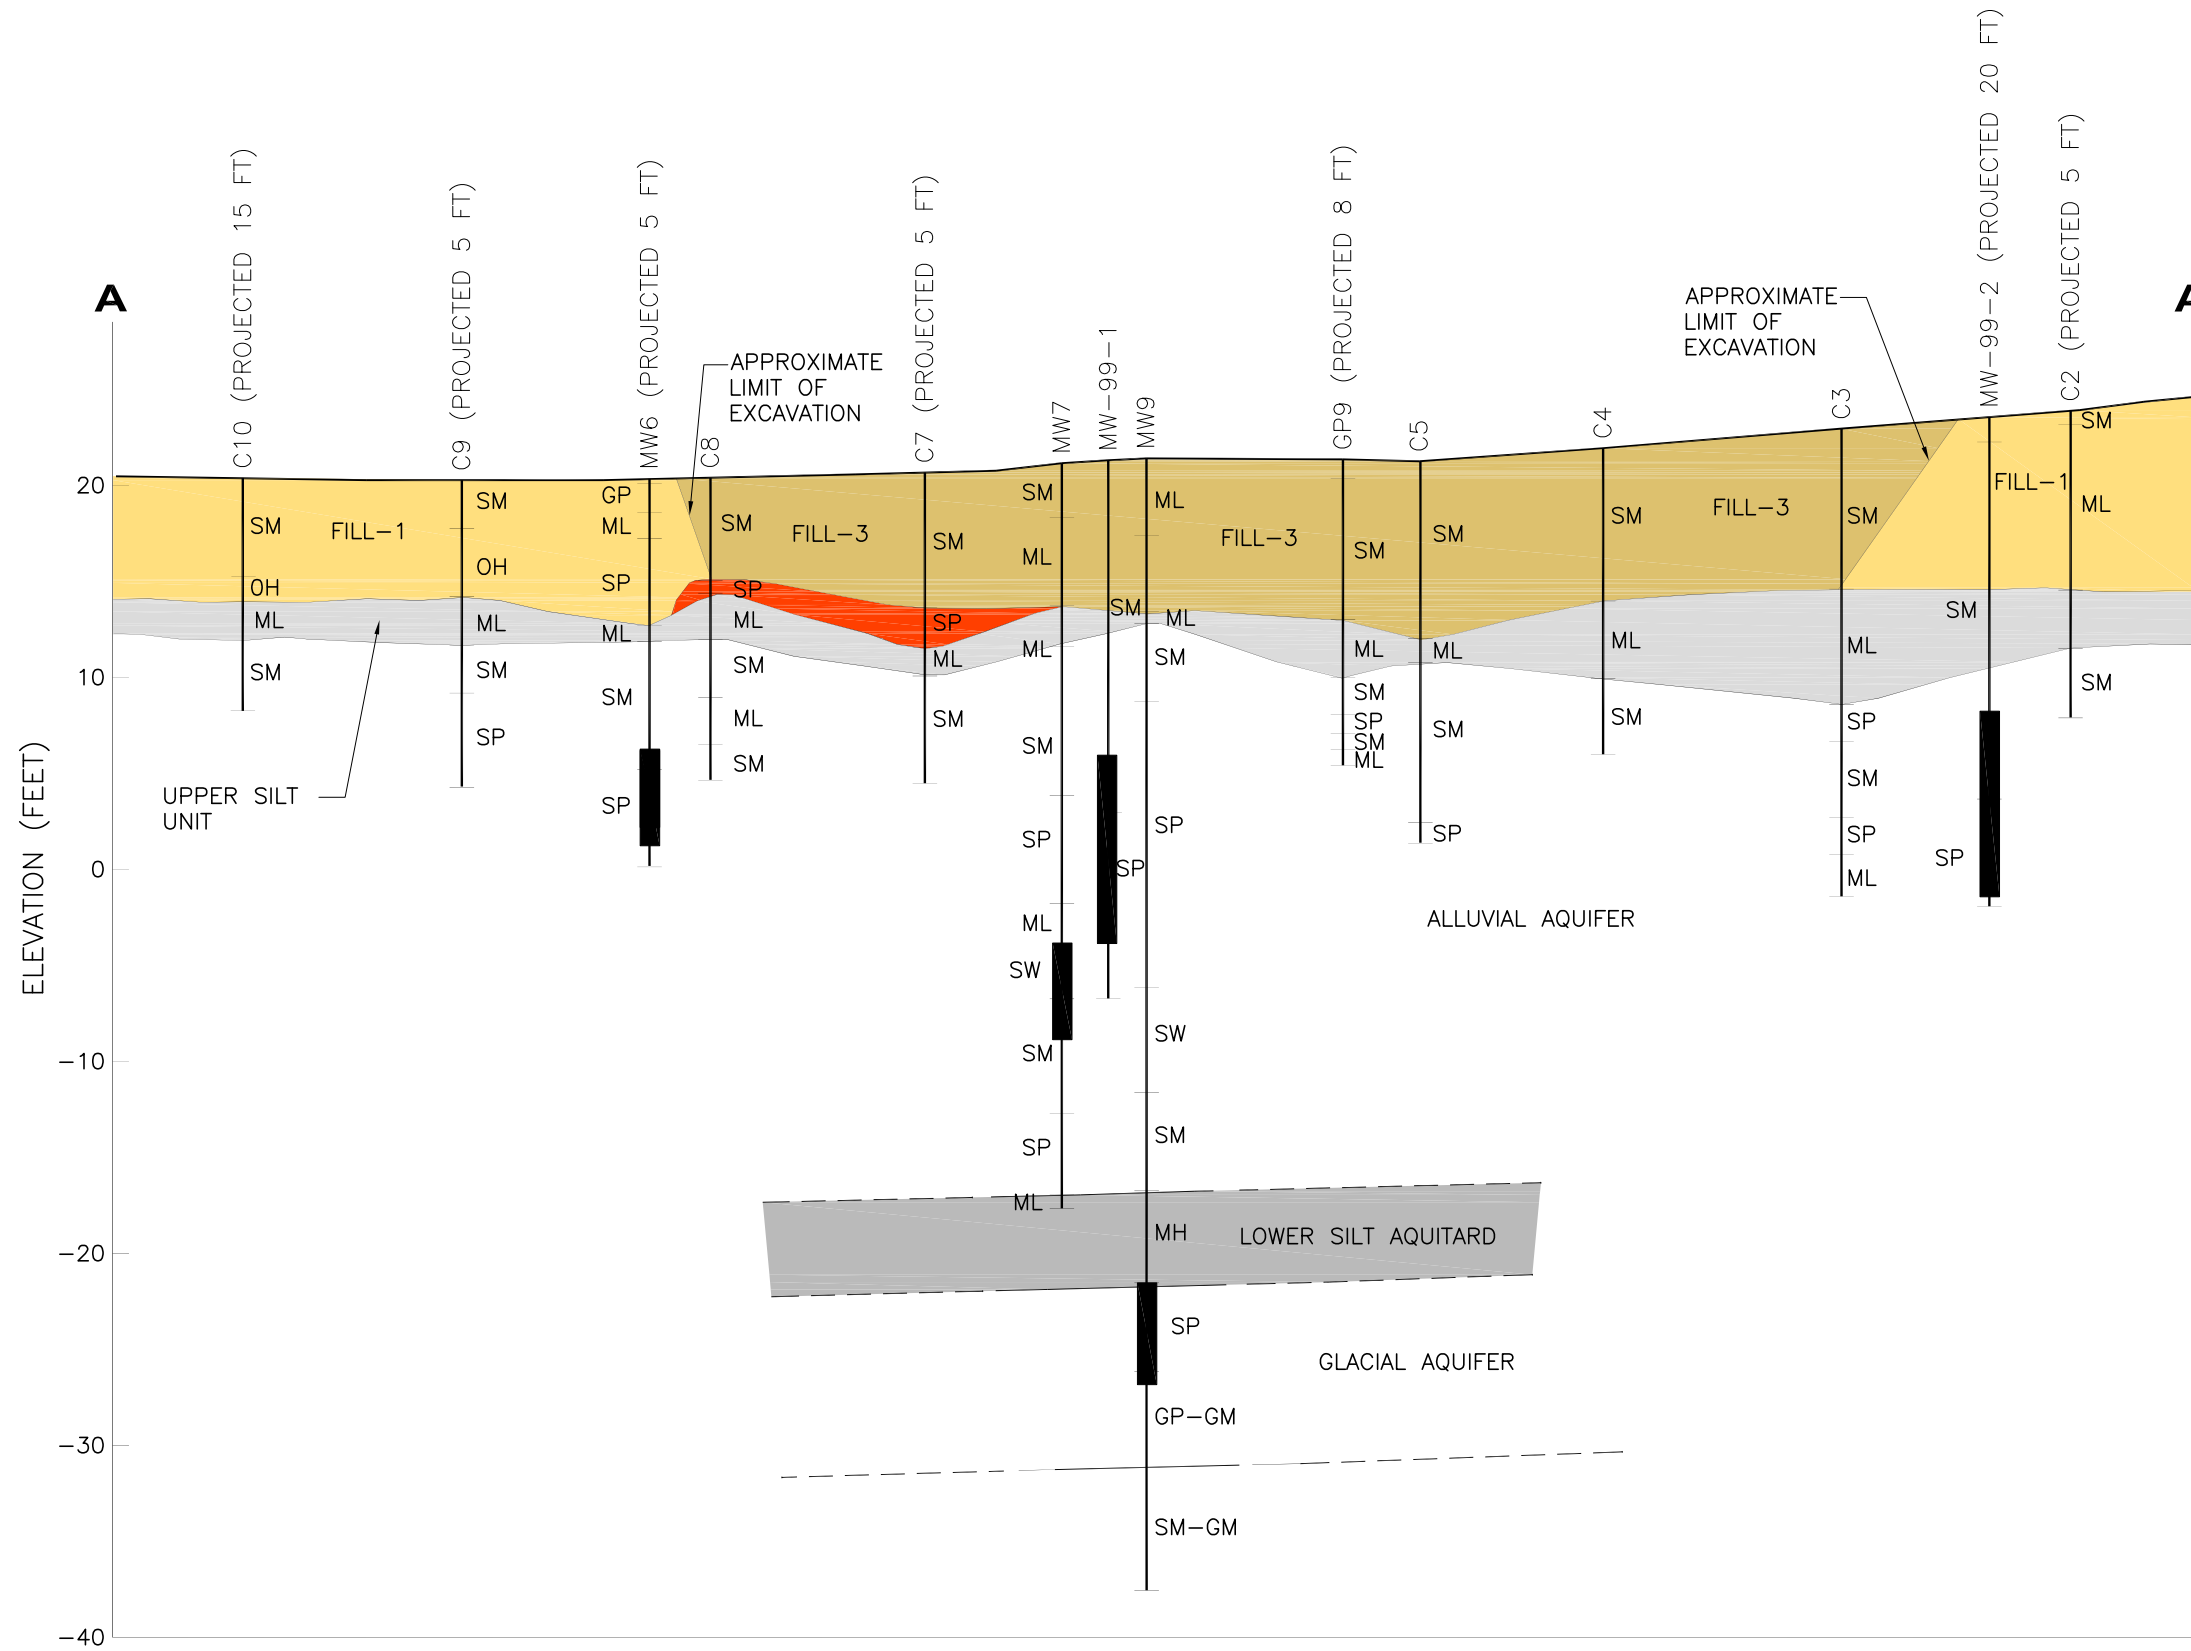 C10 (PROJECTED 15 FT)
C9 (PROJECTED 5 FT)
MW6 (PROJECTED 5 FT)
C8
C7 (PROJECTED 5 FT)
MW7
MW-99-1
MW9
GP9 (PROJECTED 8 FT)
C5
C4
C3
MW-99-2 (PROJECTED 20 FT)
C2 (PROJECTED 5 FT)
A
APPROXIMATE
LIMIT OF
EXCAVATION
APPROXIMATE
LIMIT OF
EXCAVATION
ELEVATION (FEET)
20
10
0
-10
-20
-30
-40
SM
OH
ML
SM
FILL-1
SM
OH
ML
SM
SP
GP
ML
SP
ML
SM
SP
SM
SP
ML
SM
ML
SM
FILL-3
SM
SP
ML
SM
SM
ML
ML
SM
SP
ML
SW
SM
SP
ML
SM
SP
ML
ML
SM
SP
SW
SM
MH
SP
GP-GM
SM-GM
FILL-3
SM
ML
SM
SP
SM
ML
SM
ML
SM
SP
SM
ML
SM
FILL-3
SM
ML
SP
SM
SP
ML
FILL-1
SM
SP
SM
ML
SM
UPPER SILT
UNIT
ALLUVIAL AQUIFER
LOWER SILT AQUITARD
GLACIAL AQUIFER